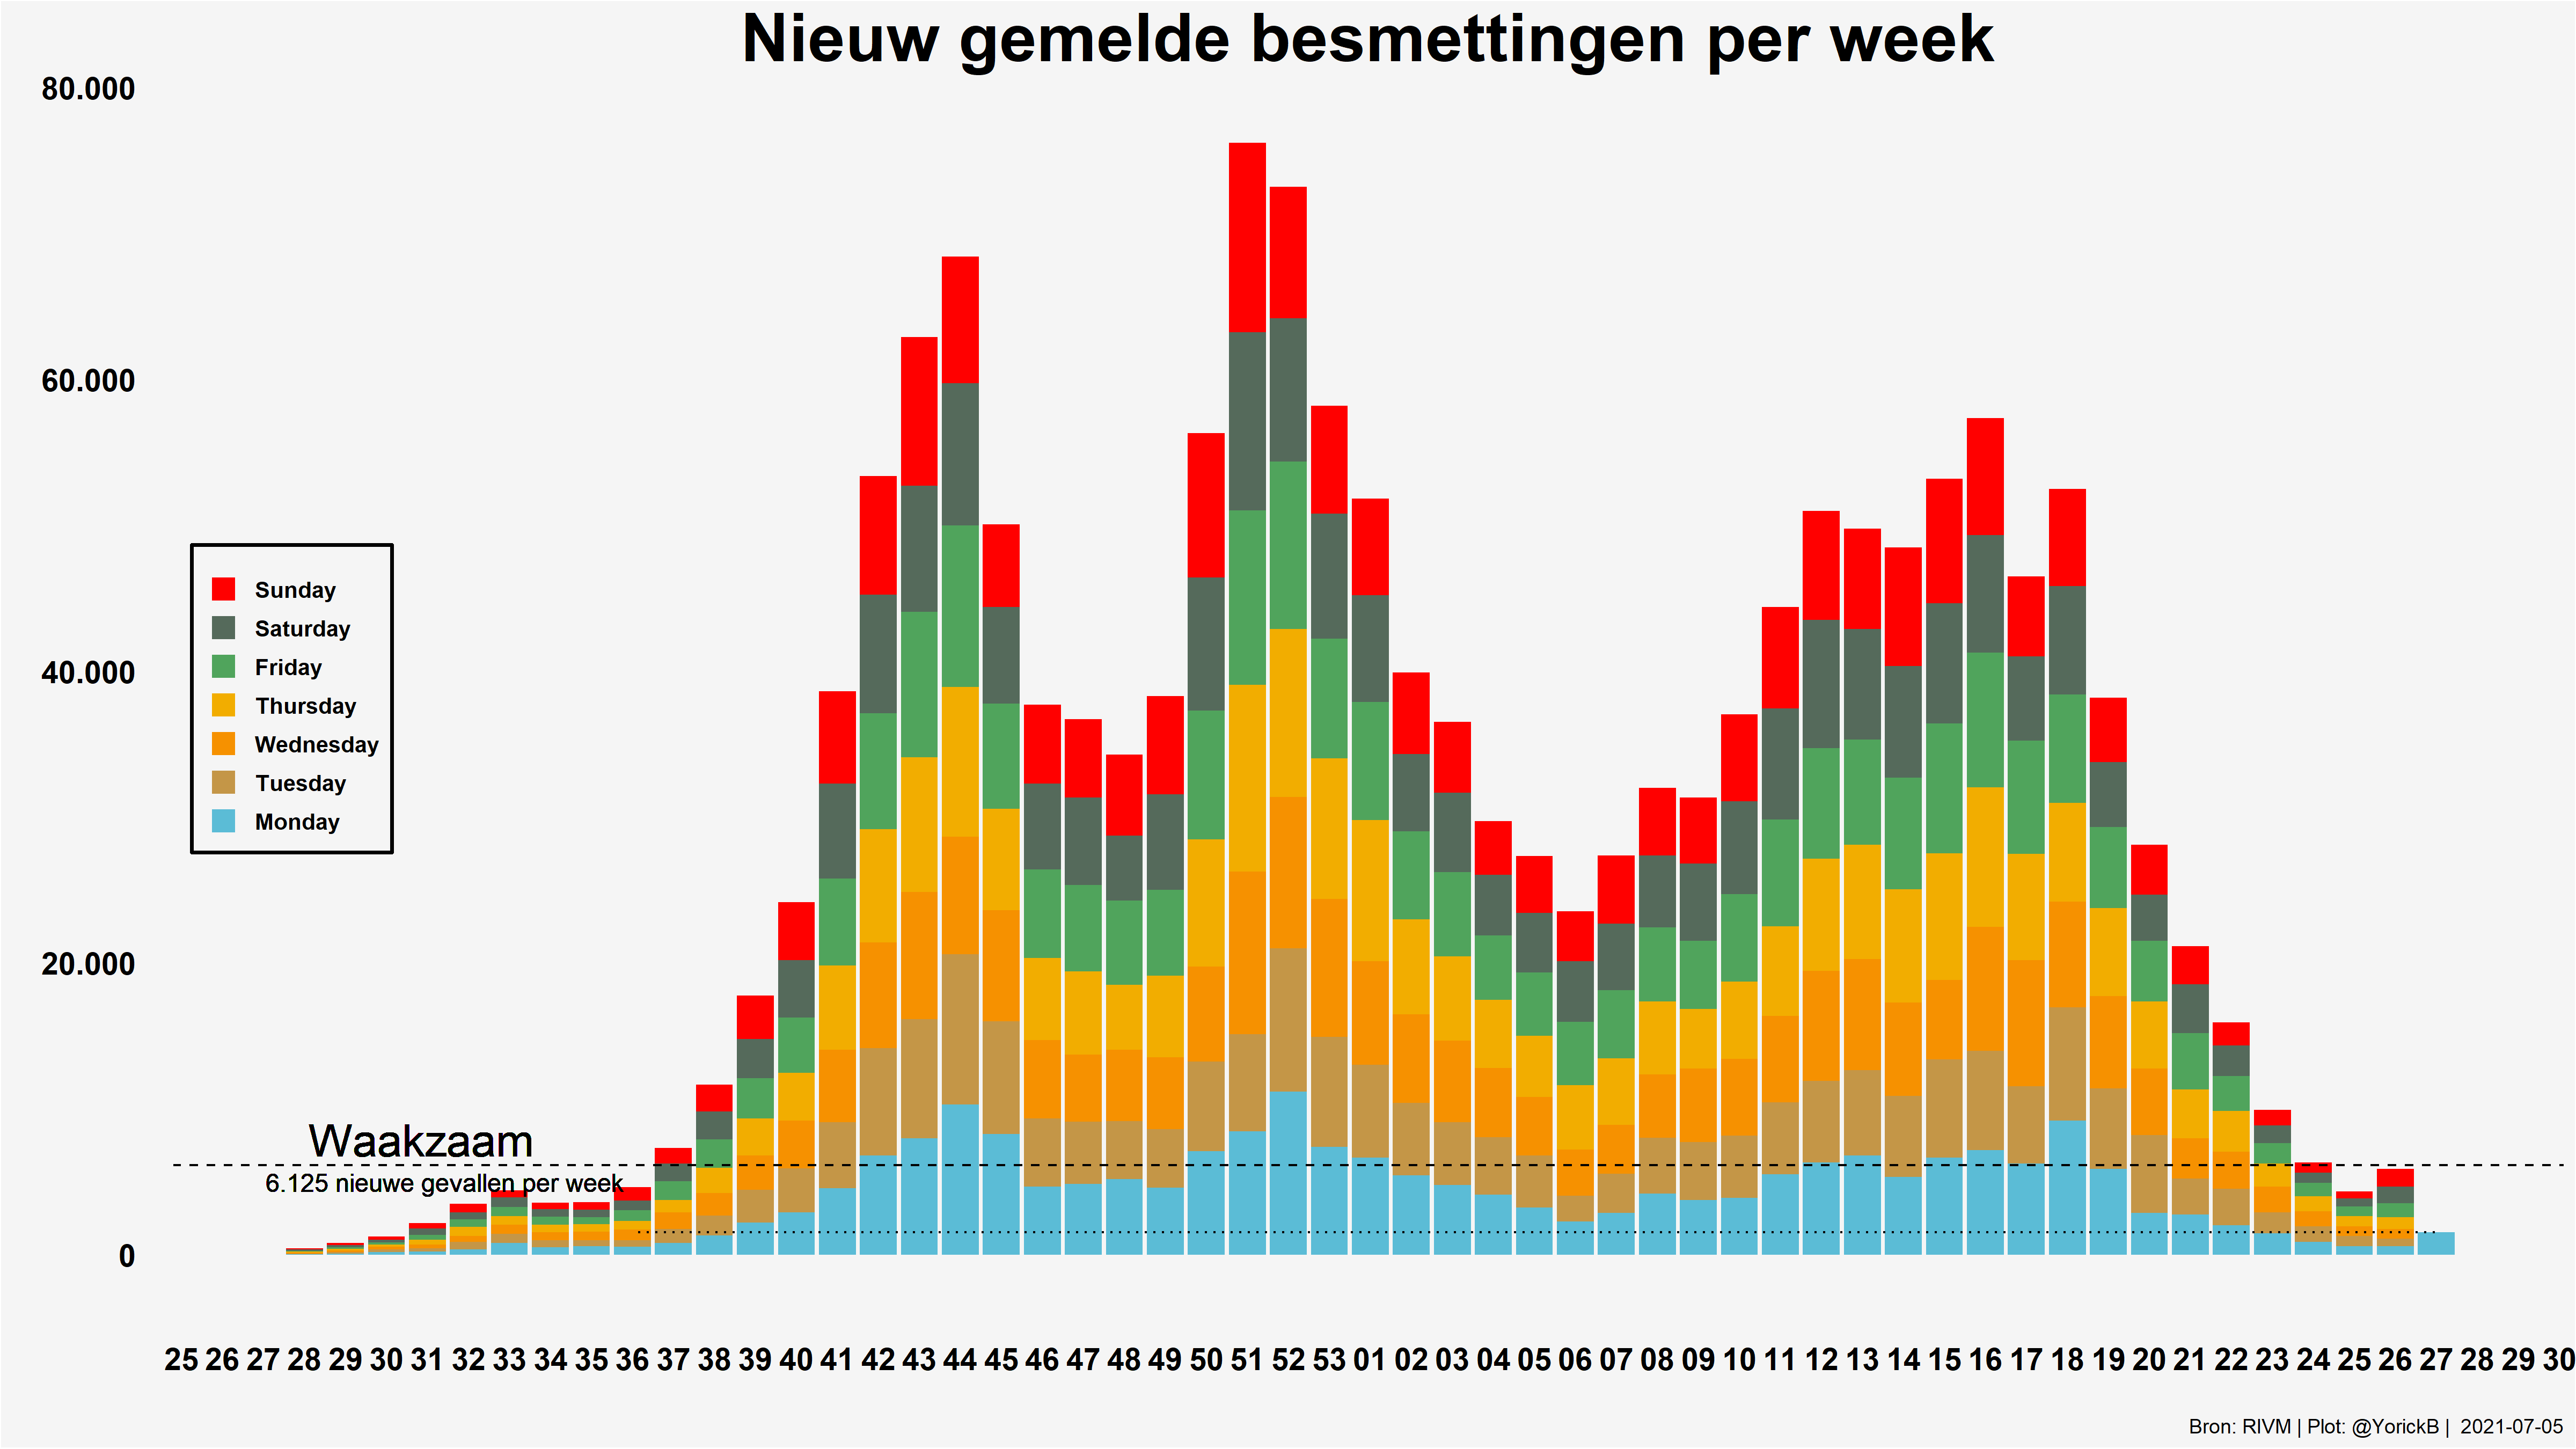 Nieuw gemelde besmettingen per week
80.000
60.000
40.000
20.000
0
Sunday
Saturday
Friday
Thursday
Wednesday
Tuesday
Monday
Waakzaam
6.125 nieuwe gevallen per week
25 26 27 28 29 30 31 32 33 34 35 36 37 38 39 40 41 42 43 44 45 46 47 48 49 50 51 52 53 01 02 03 04 05 06 07 08 09 10 11 12 13 14 15 16 17 18 19 20 21 22 23 24 25 26 27 28 29 30
Bron: RIVM | Plot: @YorickB | 2021-07-05